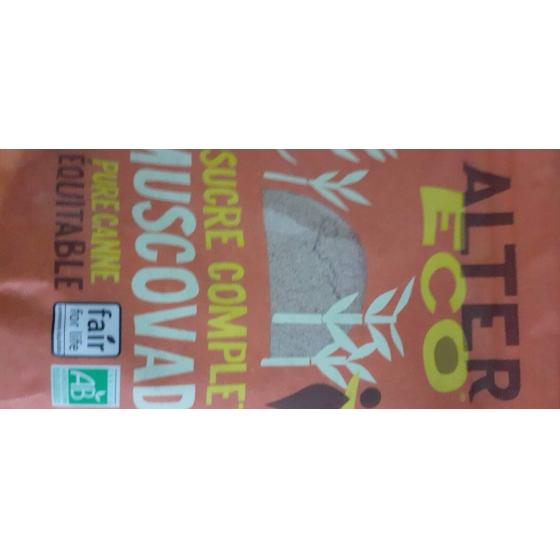 ALTER
ECO
SUCRE COMPLET
MUSCOVAD
PURE CANNE
ÉQUITABLE
fair
for life
AB